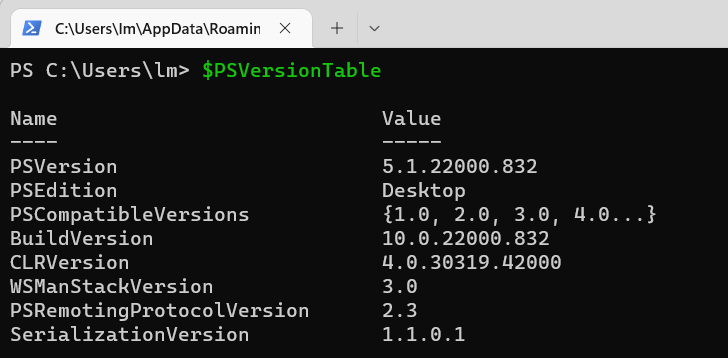 C:\Users\lm\AppData\Roamin
PS C:\Users\lm> $PSVersionTable
Name                           Value
----                           -----
PSVersion                      5.1.22000.832
PSEdition                      Desktop
PSCompatibleVersions           {1.0, 2.0, 3.0, 4.0...}
BuildVersion                   10.0.22000.832
CLRVersion                     4.0.30319.42000
WSManStackVersion              3.0
PSRemotingProtocolVersion      2.3
SerializationVersion           1.1.0.1